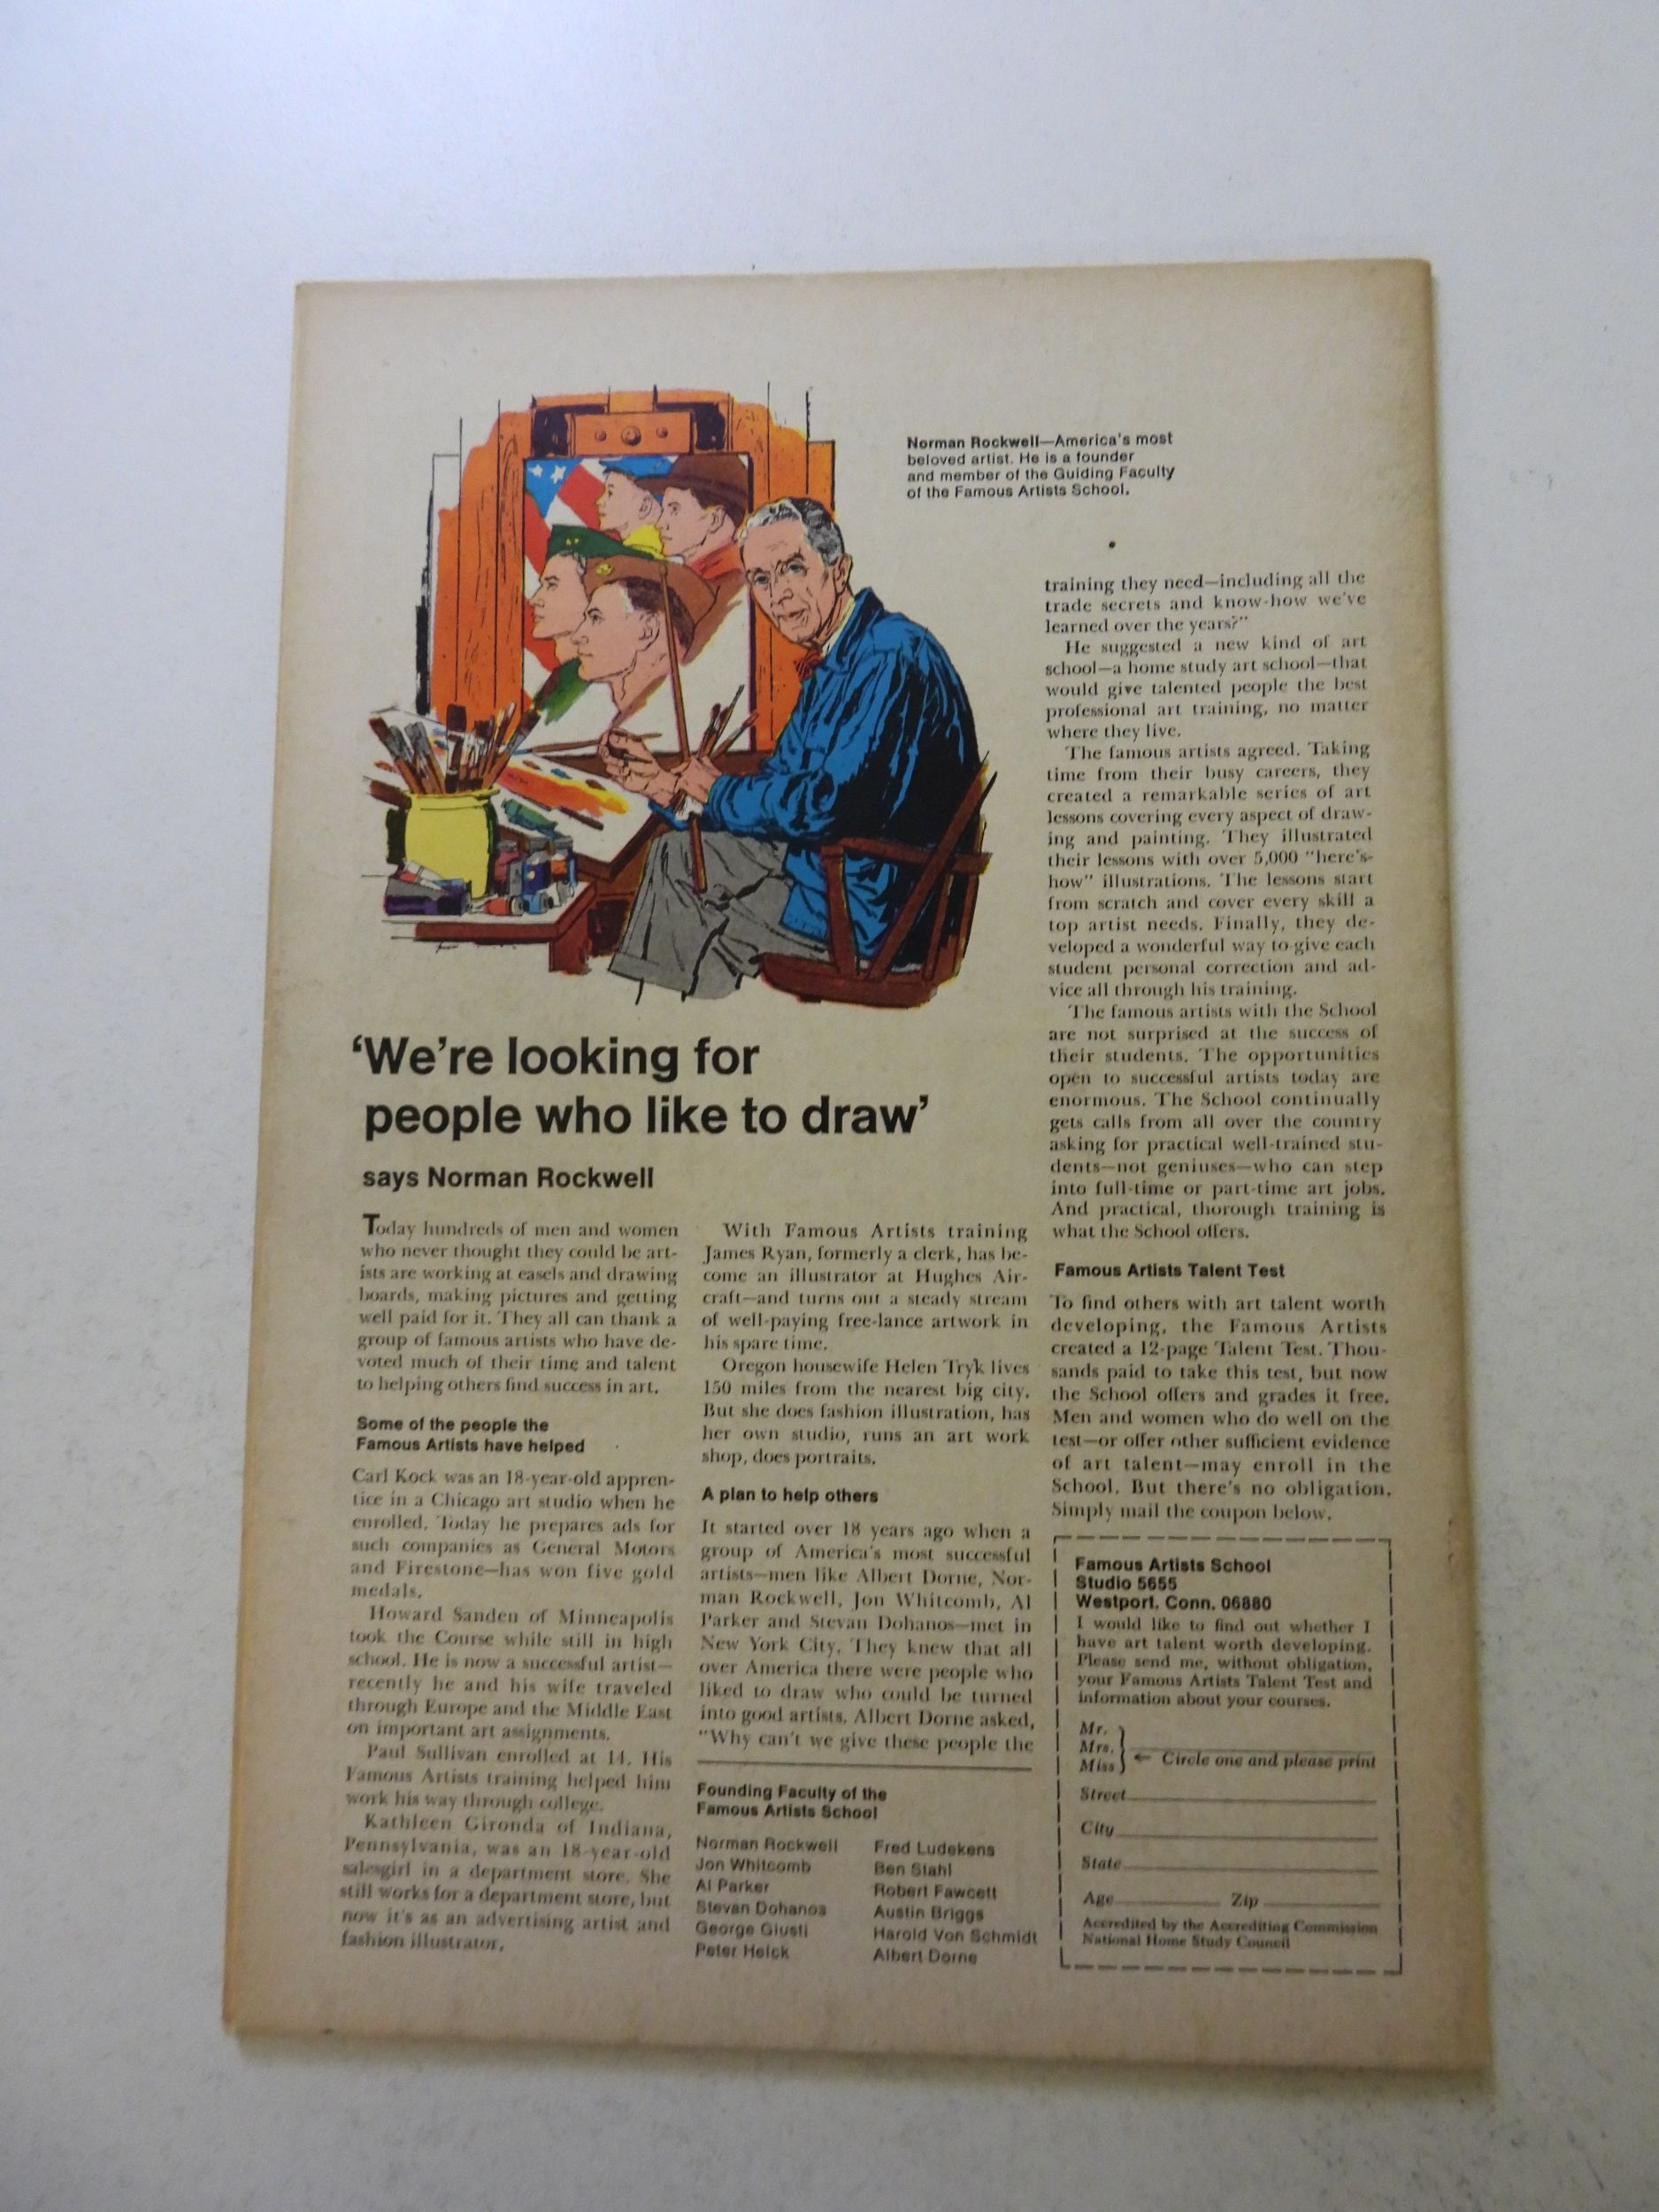 Norman Rockwell—America's most
beloved artist. He is a founder
and member of the Guiding Faculty
of the Famous Artists School.
'We're looking for
people who like to draw'
says Norman Rockwell
Today hundreds of men and women
who never thought they could be art-
ists are working at easels and drawing
boards, making pictures and getting
well paid for it. They all can thank a
group of famous artists who have de-
voted much of their time and talent
to helping others find success in art.
Some of the people the
Famous Artists have helped
Carl Kock was an 18-year-old appren-
tice in a Chicago art studio when he
enrolled. Today he prepares ads for
such companies as General Motors
and Firestone—has won five gold
medals.
Howard Sanden of Minneapolis
took the Course while still in high
school. He is now a successful artist—
recently he and his wife traveled
through Europe and the Middle East
on important art assignments.
Paul Sullivan enrolled at 14. His
Famous Artists training helped him
work his way through college.
Kathleen Gironda of Indiana,
Pennsylvania, was an 18-year-old
salesgirl in a department store. She
still works for a department store, but
now it's as an advertising artist and
fashion illustrator.
With Famous Artists training
James Ryan, formerly a clerk, has be-
come an illustrator at Hughes Air-
craft—and turns out a steady stream
of well-paying free-lance artwork in
his spare time.
Oregon housewife Helen Tryk lives
150 miles from the nearest big city.
But she does fashion illustration, has
her own studio, runs an art work
shop, does portraits.
A plan to help others
It started over 18 years ago when a
group of America's most successful
artists—men like Albert Dorne, Nor-
man Rockwell, Jon Whitcomb, Al
Parker and Stevan Dohanos—met in
New York City. They knew that all
over America there were people who
liked to draw who could be turned
into good artists. Albert Dorne asked,
"Why can't we give these people the
Founding Faculty of the
Famous Artists School
Norman Rockwell
Jon Whitcomb
Al Parker
Stevan Dohanos
George Giusti
Peter Helck
Fred Ludekens
Ben Stahl
Robert Fawcett
Austin Briggs
Harold Von Schmidt
Albert Dorne
training they need—including all the
trade secrets and know-how we've
learned over the years?"
He suggested a new kind of art
school—a home study art school—that
would give talented people the best
professional art training, no matter
where they live.
The famous artists agreed. Taking
time from their busy careers, they
created a remarkable series of art
lessons covering every aspect of draw-
ing and painting. They illustrated
their lessons with over 5,000 "here's-
how" illustrations. The lessons start
from scratch and cover every skill a
top artist needs. Finally, they de-
veloped a wonderful way to give each
student personal correction and ad-
vice all through his training.
The famous artists with the School
are not surprised at the success of
their students. The opportunities
open to successful artists today are
enormous. The School continually
gets calls from all over the country
asking for practical well-trained stu-
dents—not geniuses—who can step
into full-time or part-time art jobs.
And practical, thorough training is
what the School offers.
Famous Artists Talent Test
To find others with art talent worth
developing, the Famous Artists
created a 12-page Talent Test. Thou-
sands paid to take this test, but now
the School offers and grades it free.
Men and women who do well on the
test—or offer other sufficient evidence
of art talent—may enroll in the
School. But there's no obligation.
Simply mail the coupon below.
Famous Artists School
Studio 5655
Westport, Conn. 06880
I would like to find out whether I
have art talent worth developing.
Please send me, without obligation,
your Famous Artists Talent Test and
information about your courses.
Mr.
Mrs.
Miss ← Circle one and please print
Street
City
State
Age Zip
Accredited by the Accrediting Commission
National Home Study Council